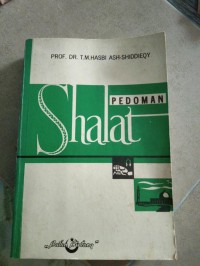 PROF. DR. T.M. HASBI ASH-SHIDDIEQY
PEDOMAN
Shalat